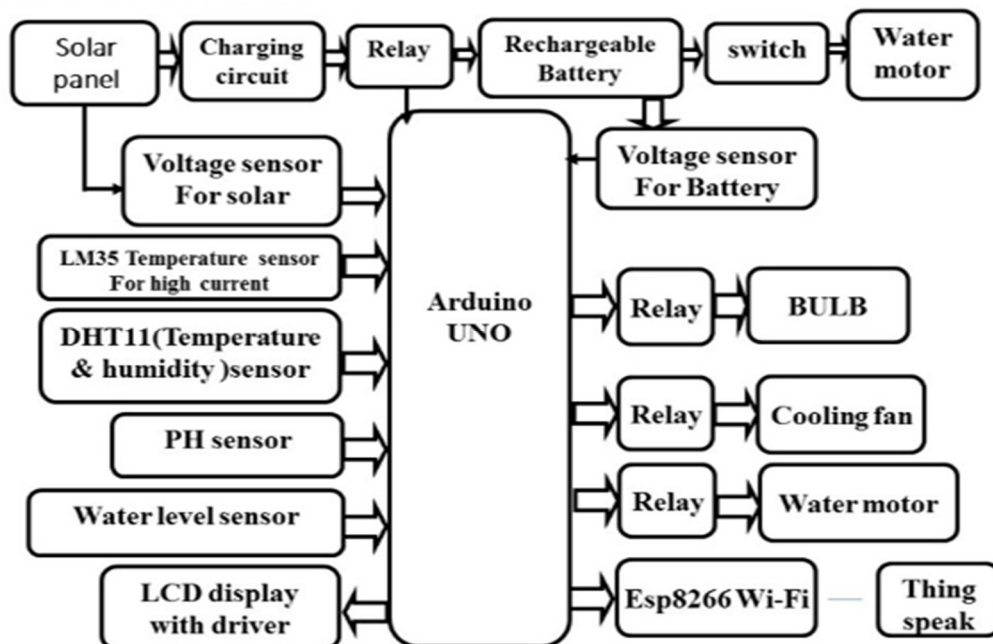 Solar
panel
Charging
circuit
Relay
Rechargeable
Battery
switch
Water
motor
Voltage sensor
For solar
Voltage sensor
For Battery
LM35 Temperature sensor
For high current
DHT11(Temperature
& humidity )sensor
PH sensor
Water level sensor
LCD display
with driver
Arduino
UNO
Relay
BULB
Relay
Cooling fan
Relay
Water motor
Esp8266 Wi-Fi
Thing
speak